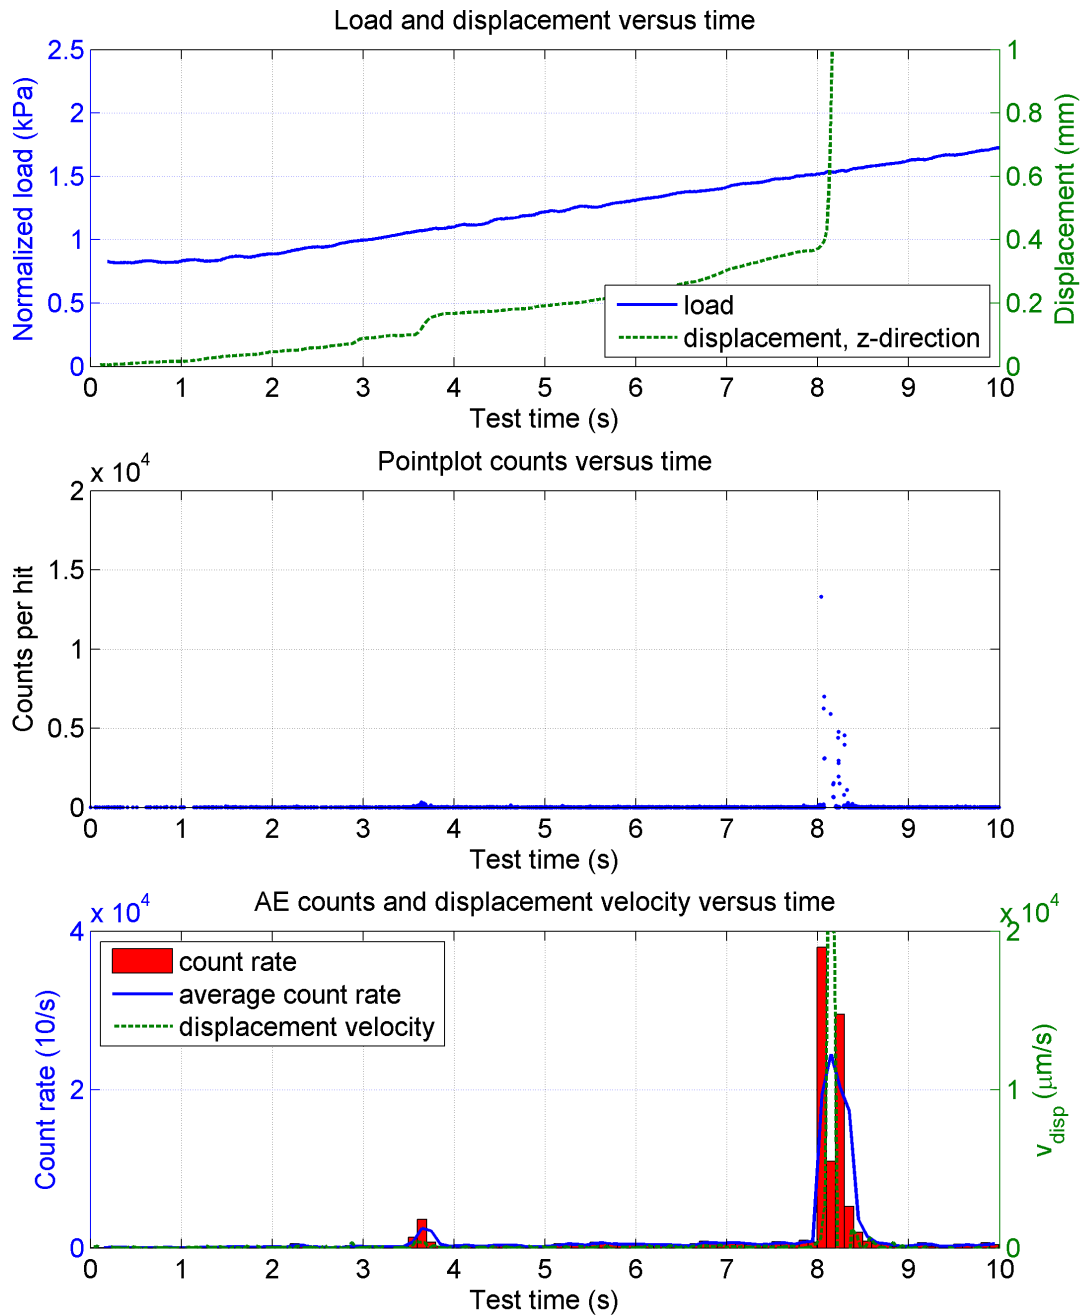 Load and displacement versus time
2.5
2
1.5
1
0.5
0
Normalized load (kPa)
1
0.8
0.6
0.4
0.2
0
Displacement (mm)
load
displacement, z-direction
0 1 2 3 4 5 6 7 8 9 10
Test time (s)
Pointplot counts versus time
x 10^4
2
1.5
1
0.5
0
Counts per hit
0 1 2 3 4 5 6 7 8 9 10
Test time (s)
AE counts and displacement velocity versus time
x 10^4
x 10^4
4
2
0
Count rate (10/s)
2
1
0
v_disp (μm/s)
count rate
average count rate
displacement velocity
0 1 2 3 4 5 6 7 8 9 10
Test time (s)